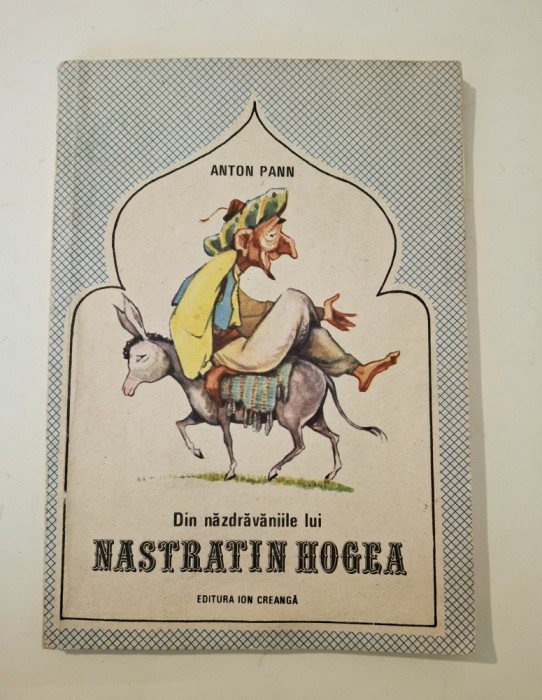 ANTON PANN
Din năzdrăvăniile lui
NASTRATIN HOGEA
EDITURA ION CREANGĂ